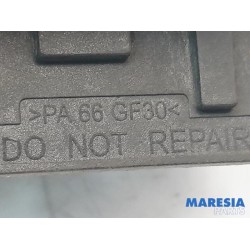 >PA 66 GF30<
DO NOT REPAIR
MARESIA